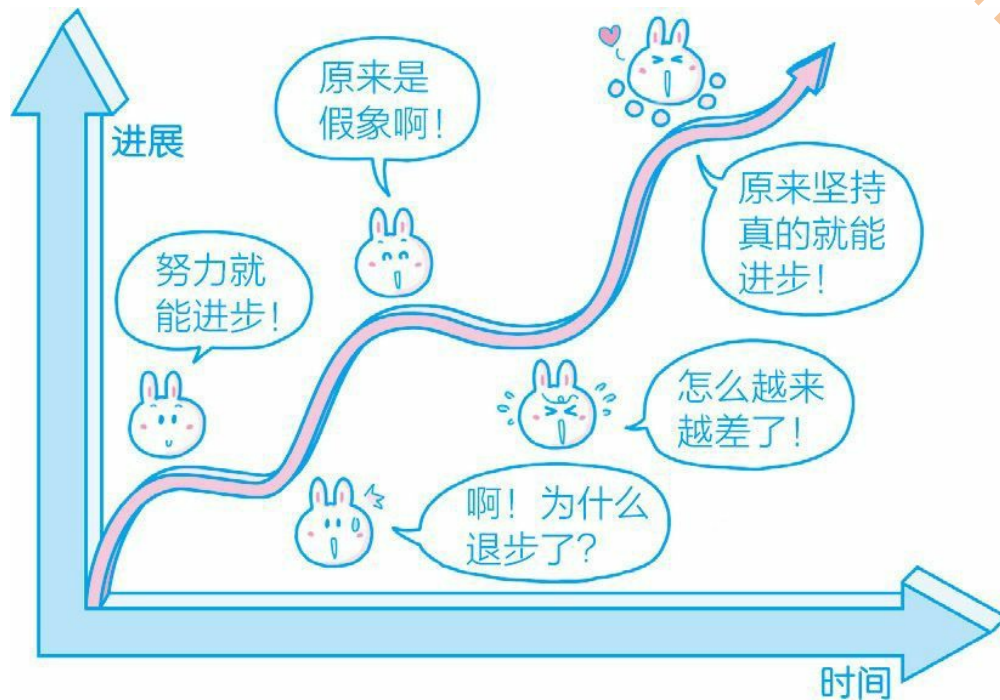 进展
原来是
假象啊！
努力就
能进步！
原来坚持
真的就能
进步！
怎么越来
越差了！
啊！为什么
退步了？
时间